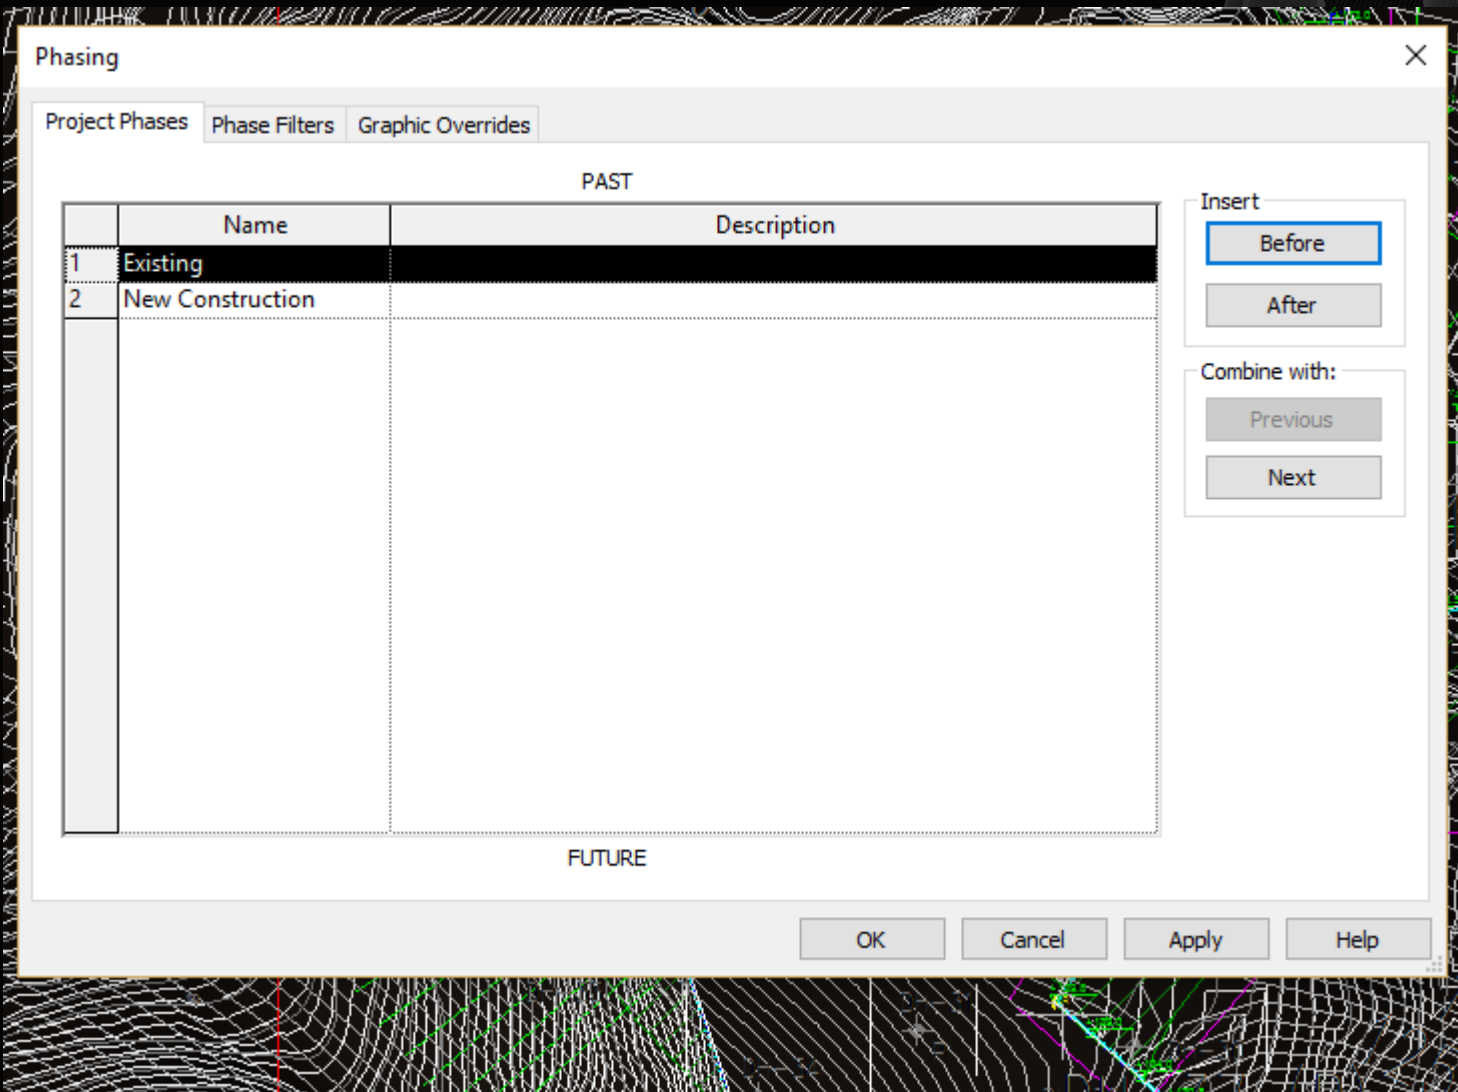 Phasing
Project Phases Phase Filters Graphic Overrides
PAST
Name Description
1 Existing
2 New Construction
FUTURE
Insert
Before
After
Combine with:
Previous
Next
OK Cancel Apply Help